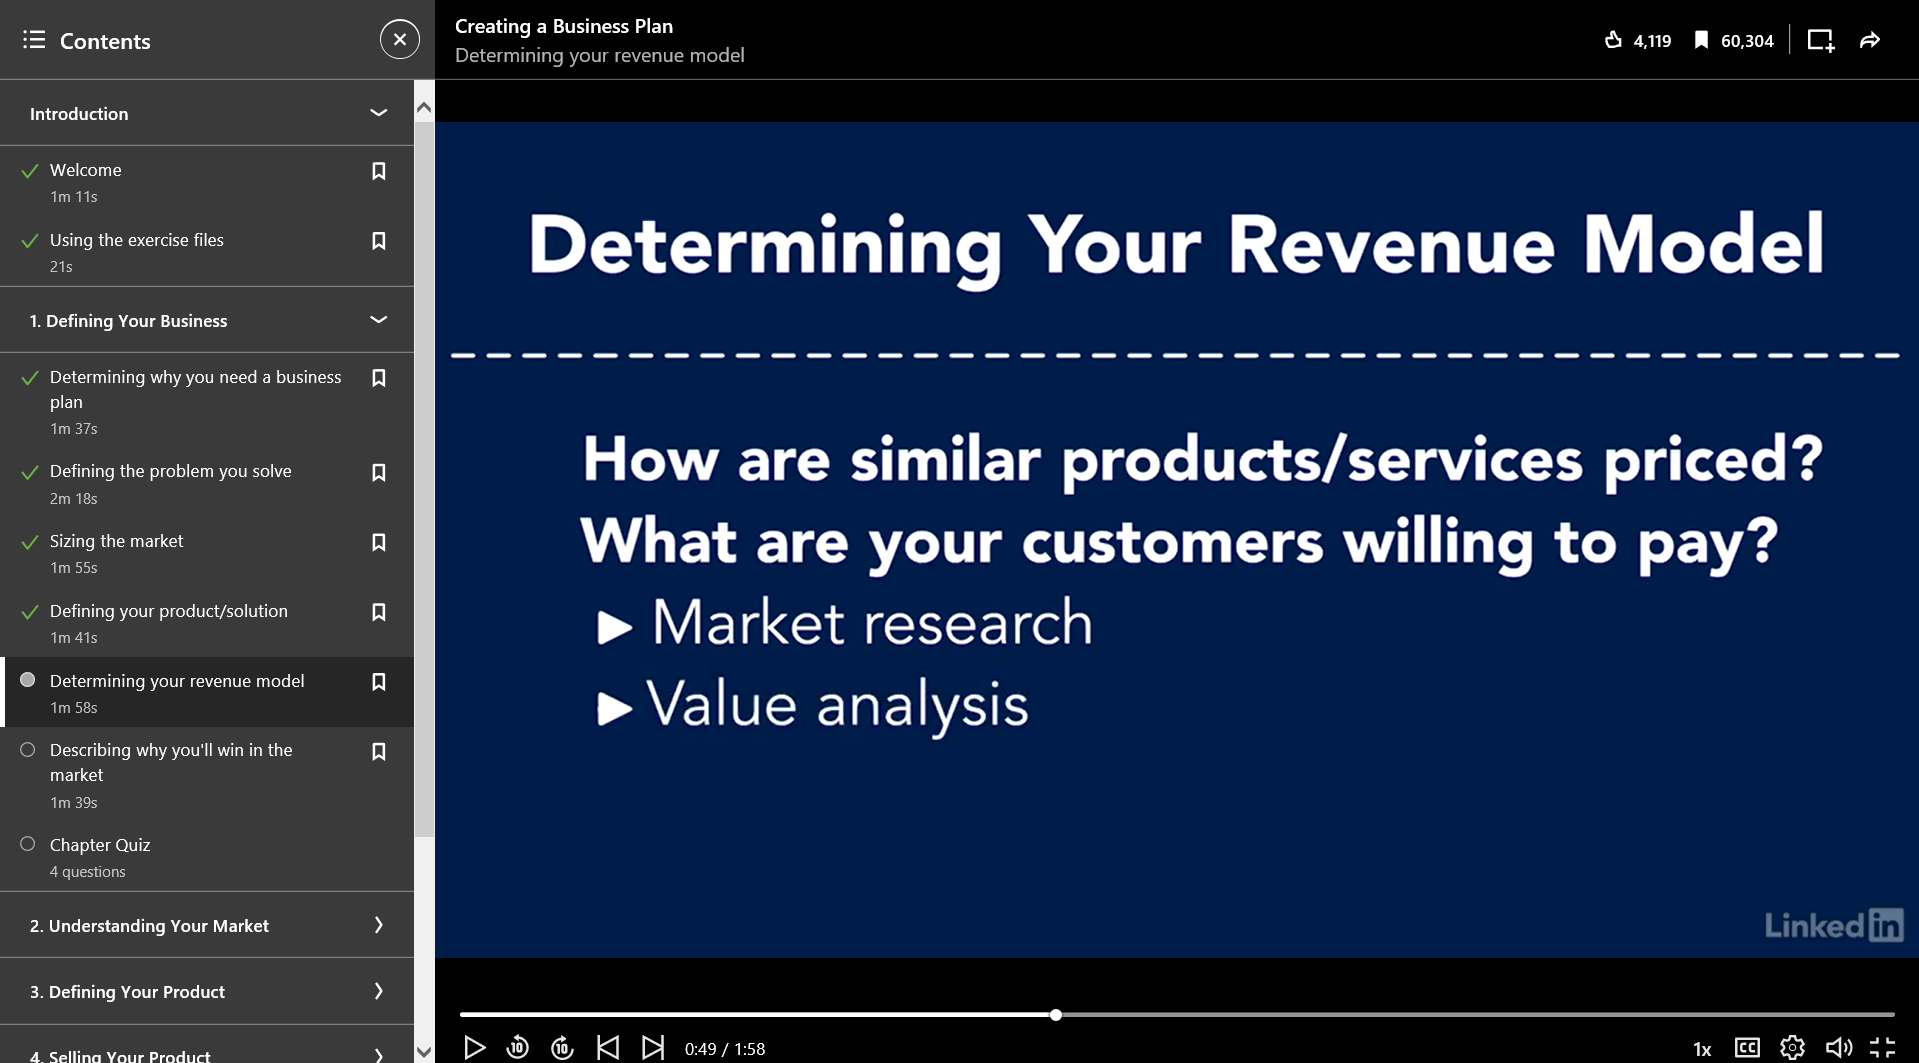 Contents
Introduction
Welcome
1m 11s
Using the exercise files
21s
1. Defining Your Business
Determining why you need a business
plan
1m 37s
Defining the problem you solve
2m 18s
Sizing the market
1m 55s
Defining your product/solution
1m 41s
Determining your revenue model
1m 58s
Describing why you'll win in the
market
1m 39s
Chapter Quiz
4 questions
2. Understanding Your Market
3. Defining Your Product
4. Selling Your Product
Creating a Business Plan
Determining your revenue model
4,119 60,304
Determining Your Revenue Model
How are similar products/services priced?
What are your customers willing to pay?
► Market research
► Value analysis
Linked in
10 10 0:49 / 1:58 1x CC